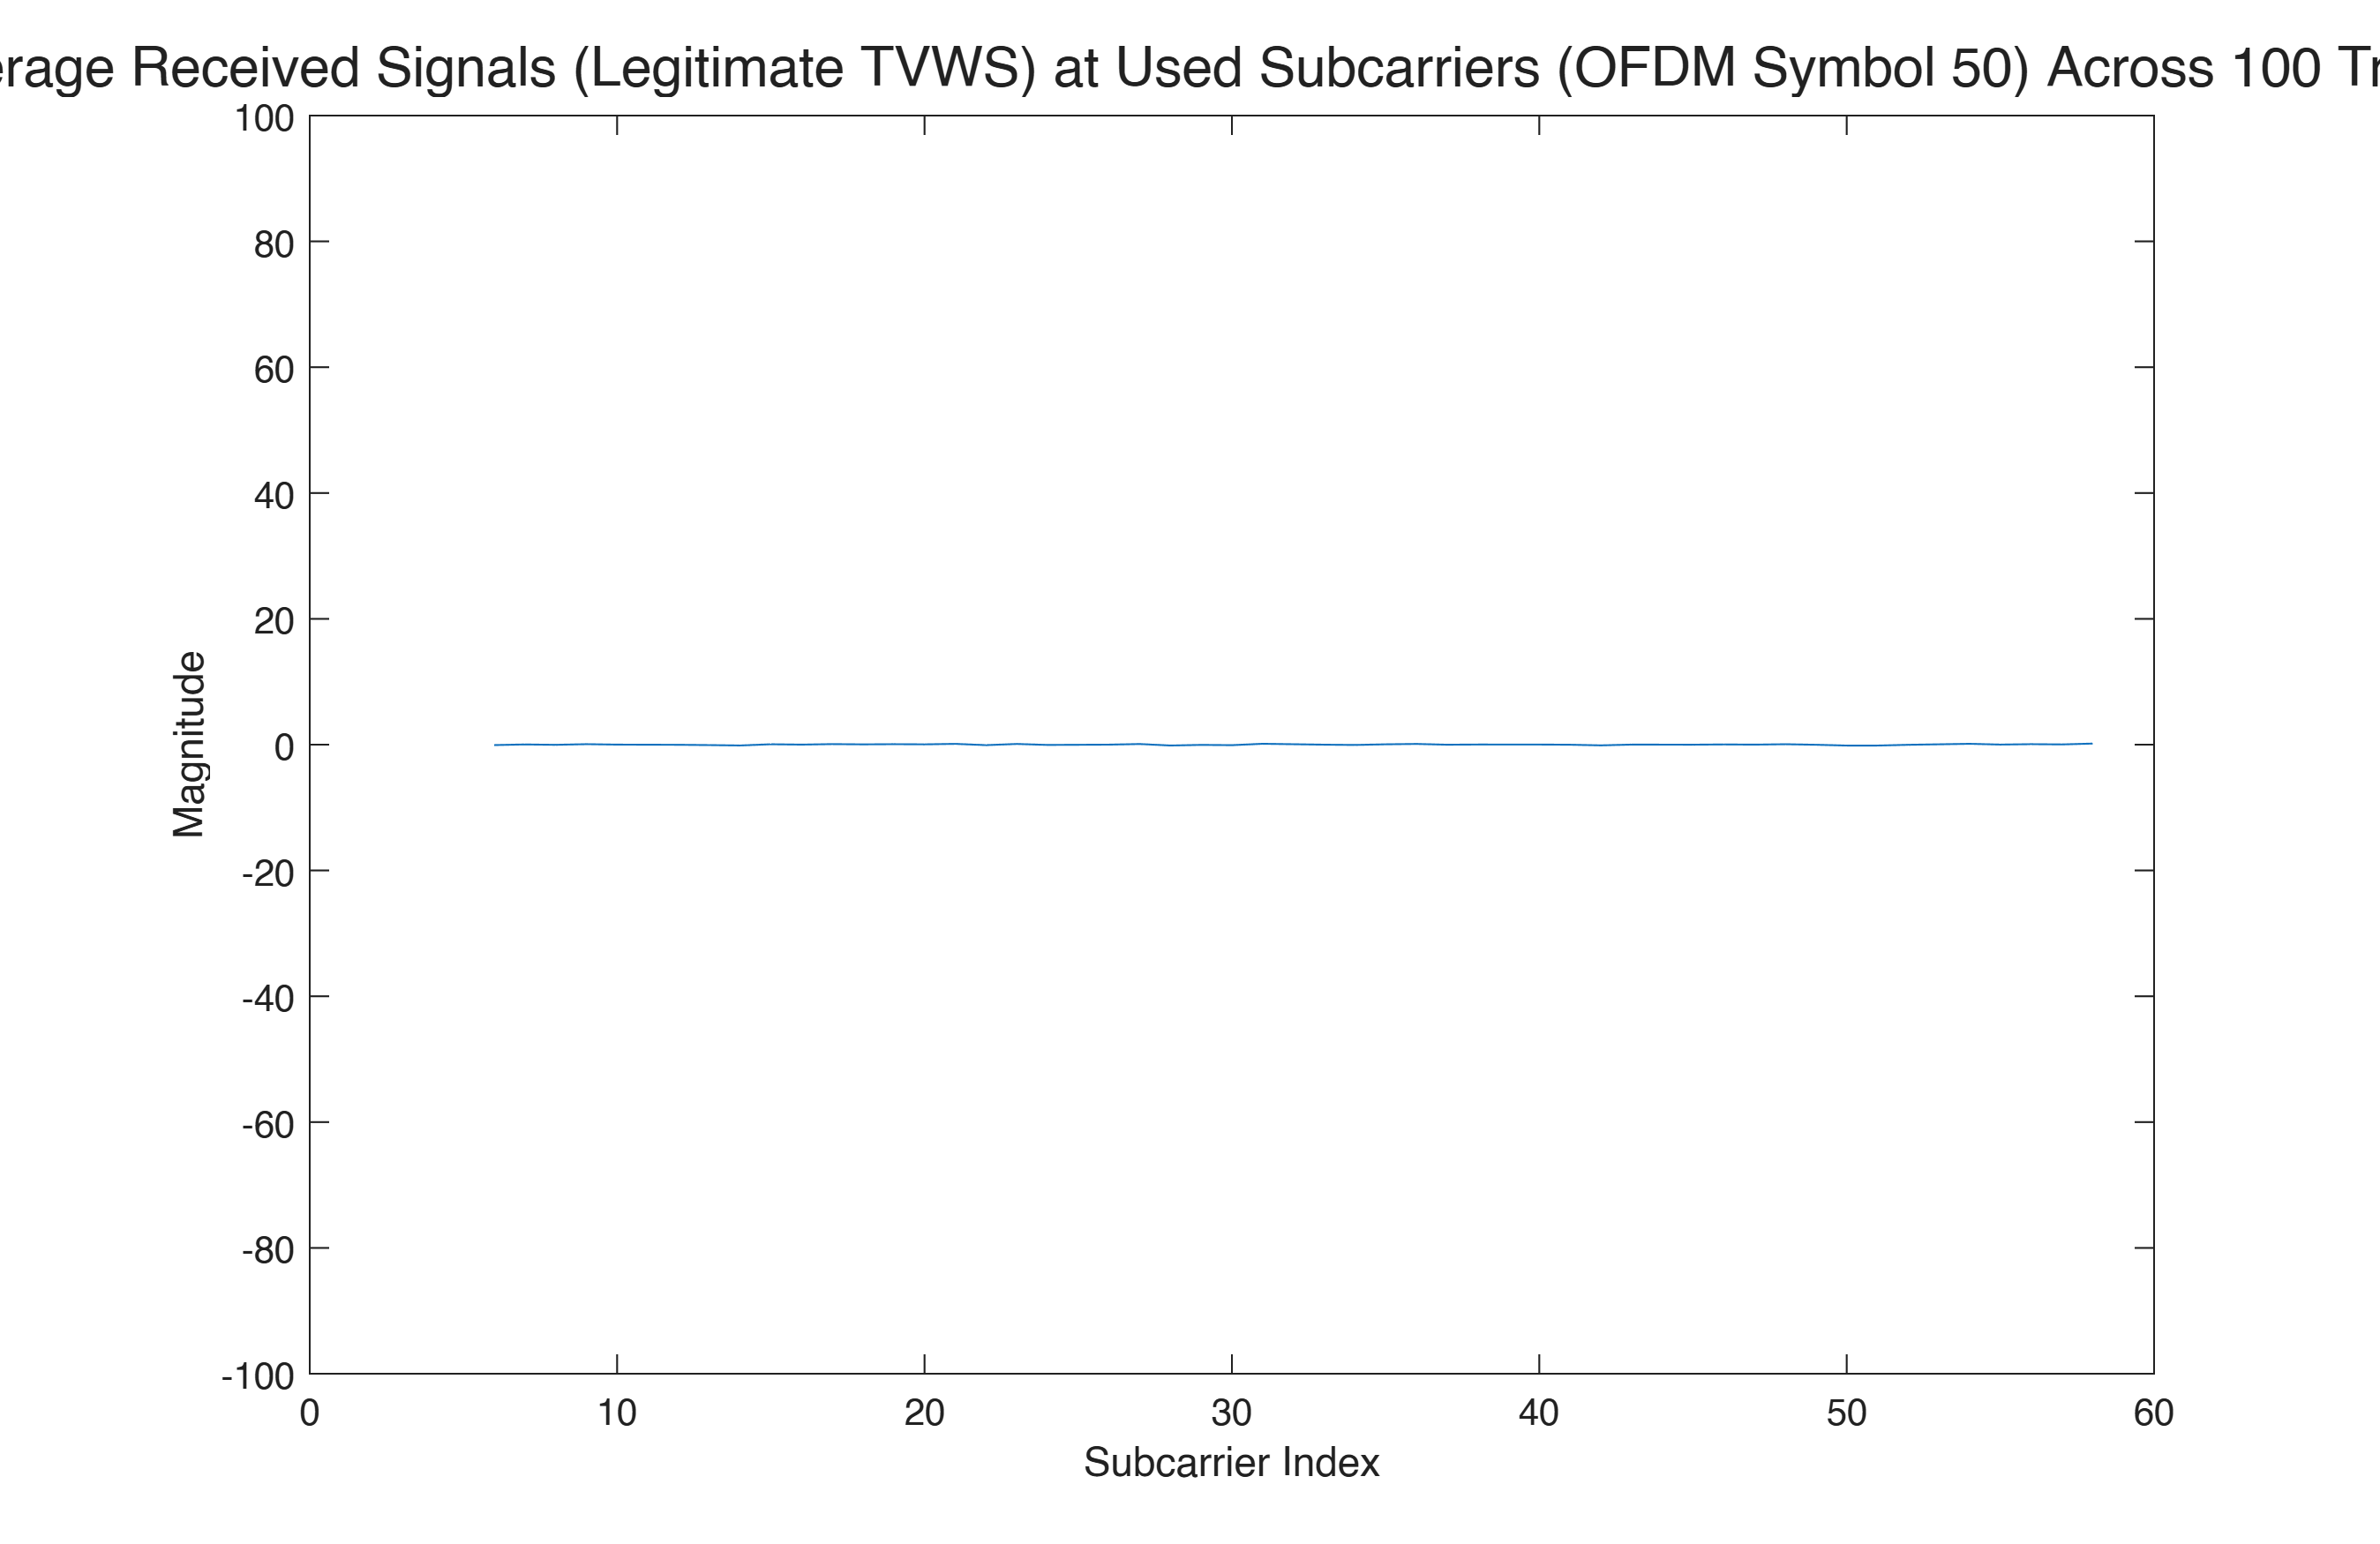 erage Received Signals (Legitimate TVWS) at Used Subcarriers (OFDM Symbol 50) Across 100 Tr
100
80
60
40
20
0
-20
-40
-60
-80
-100
Magnitude
0 10 20 30 40 50 60
Subcarrier Index